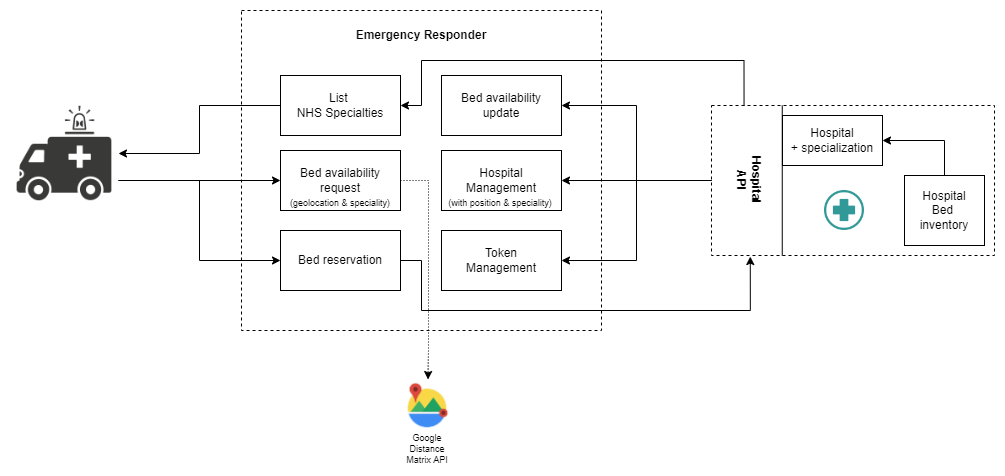 Emergency Responder
List
NHS Specialties
Bed availability
update
Bed availability
request
(geolocation & speciality)
Hospital
Management
(with position & speciality)
Bed reservation
Token
Management
Hospital
API
Hospital
+ specialization
Hospital
Bed
inventory
Google
Distance
Matrix API